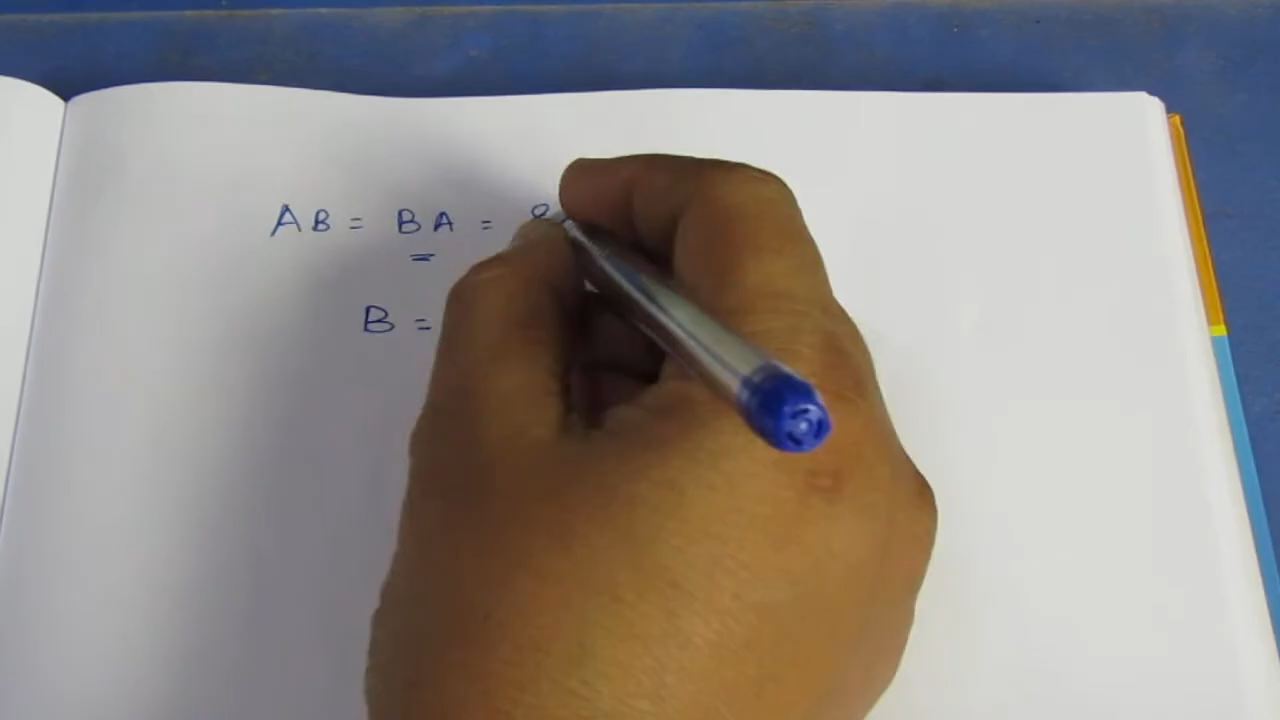 AB = BA =
=
B =